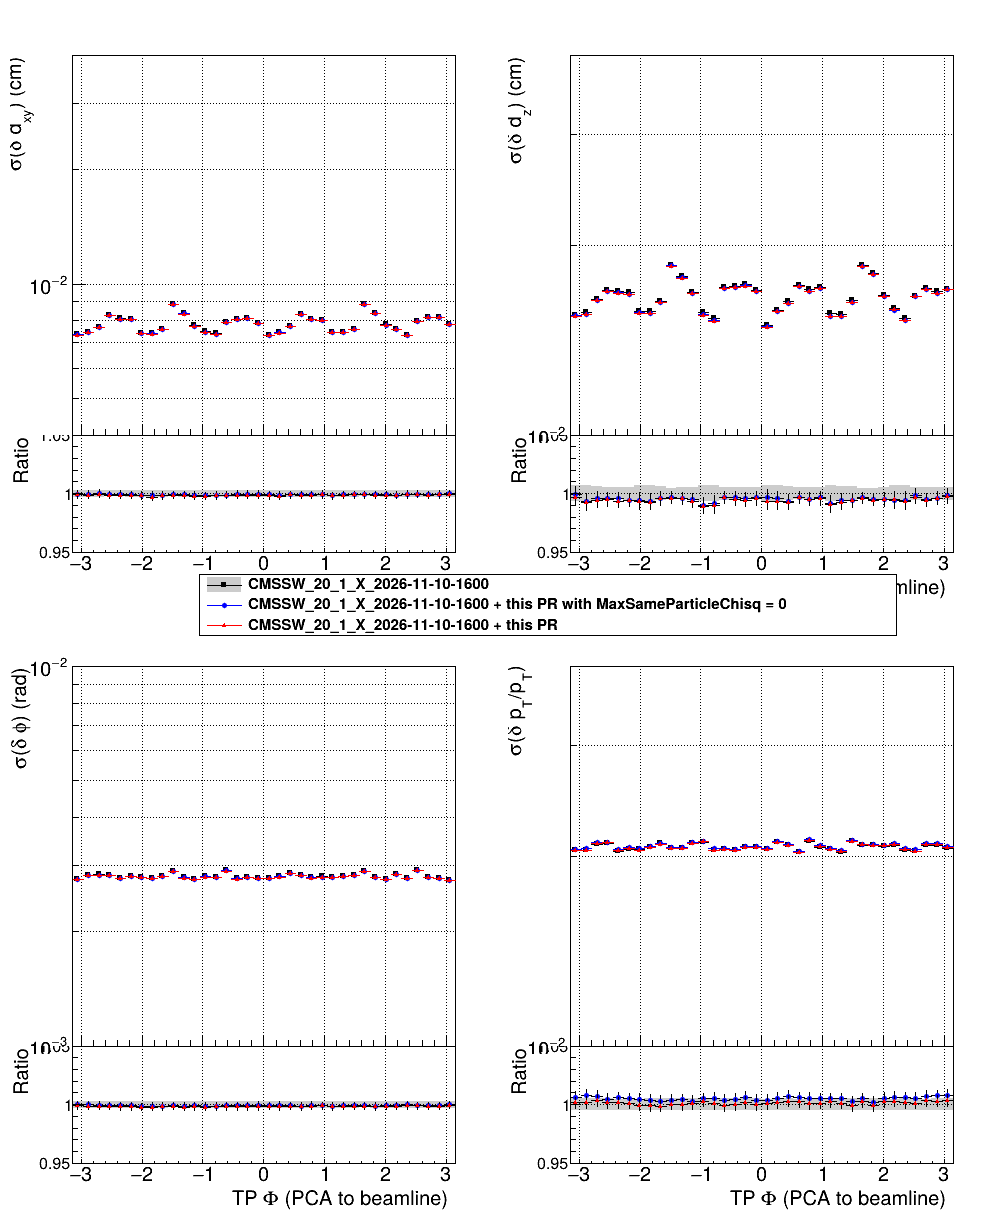 σ(δ d_xy) (cm)
10⁻²
Ratio
1
0.95
−3 −2 −1 0 1 2 3
σ(δ d_z) (cm)
Ratio
1
0.95
−3 −2 −1 0 1 2 3
mline)
CMSSW_20_1_X_2026-11-10-1600
CMSSW_20_1_X_2026-11-10-1600 + this PR with MaxSameParticleChisq = 0
CMSSW_20_1_X_2026-11-10-1600 + this PR
σ(δ φ) (rad)
10⁻²
Ratio
1
0.95
−3 −2 −1 0 1 2 3
TP Φ (PCA to beamline)
σ(δ p_T/p_T)
Ratio
1
0.95
−3 −2 −1 0 1 2 3
TP Φ (PCA to beamline)